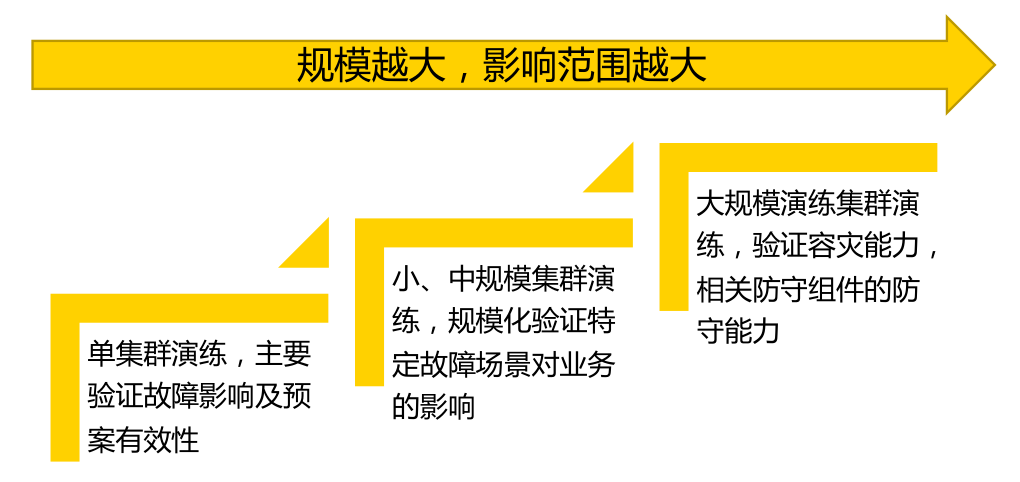 规模越大，影响范围越大
单集群演练，主要
验证故障影响及预
案有效性
小、中规模集群演
练，规模化验证特
定故障场景对业务
的影响
大规模演练集群演
练，验证容灾能力，
相关防守组件的防
守能力